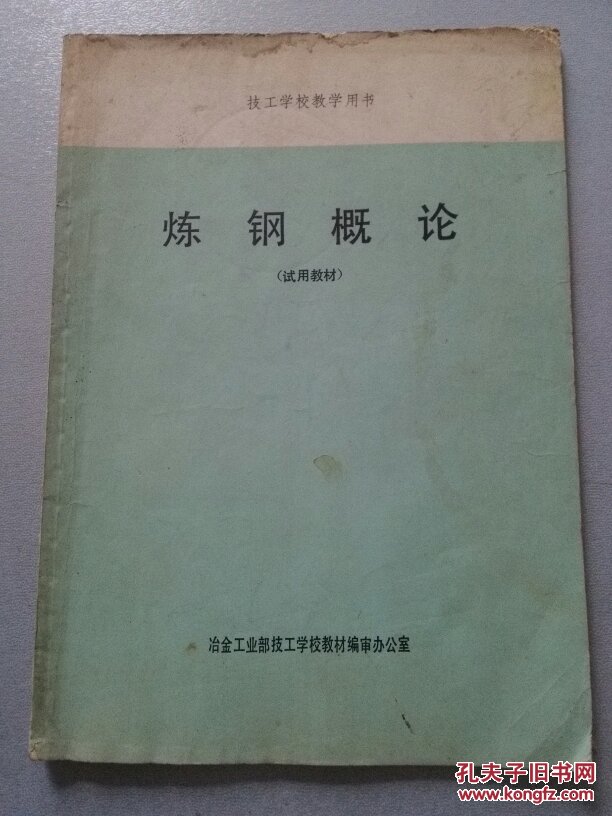 技工学校教学用书
炼钢概论
（试用教材）
冶金工业部技工学校教材编审办公室
孔夫子旧书网
www.kongfz.com